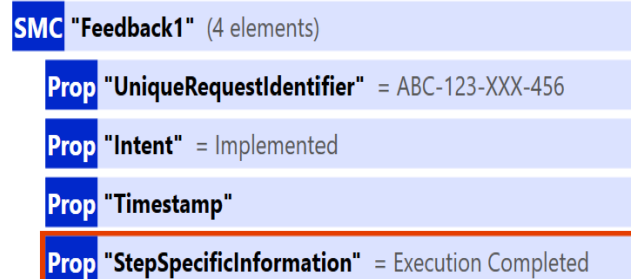 SMC "Feedback1" (4 elements)
Prop "UniqueRequestIdentifier" = ABC-123-XXX-456
Prop "Intent" = Implemented
Prop "Timestamp"
Prop "StepSpecificInformation" = Execution Completed